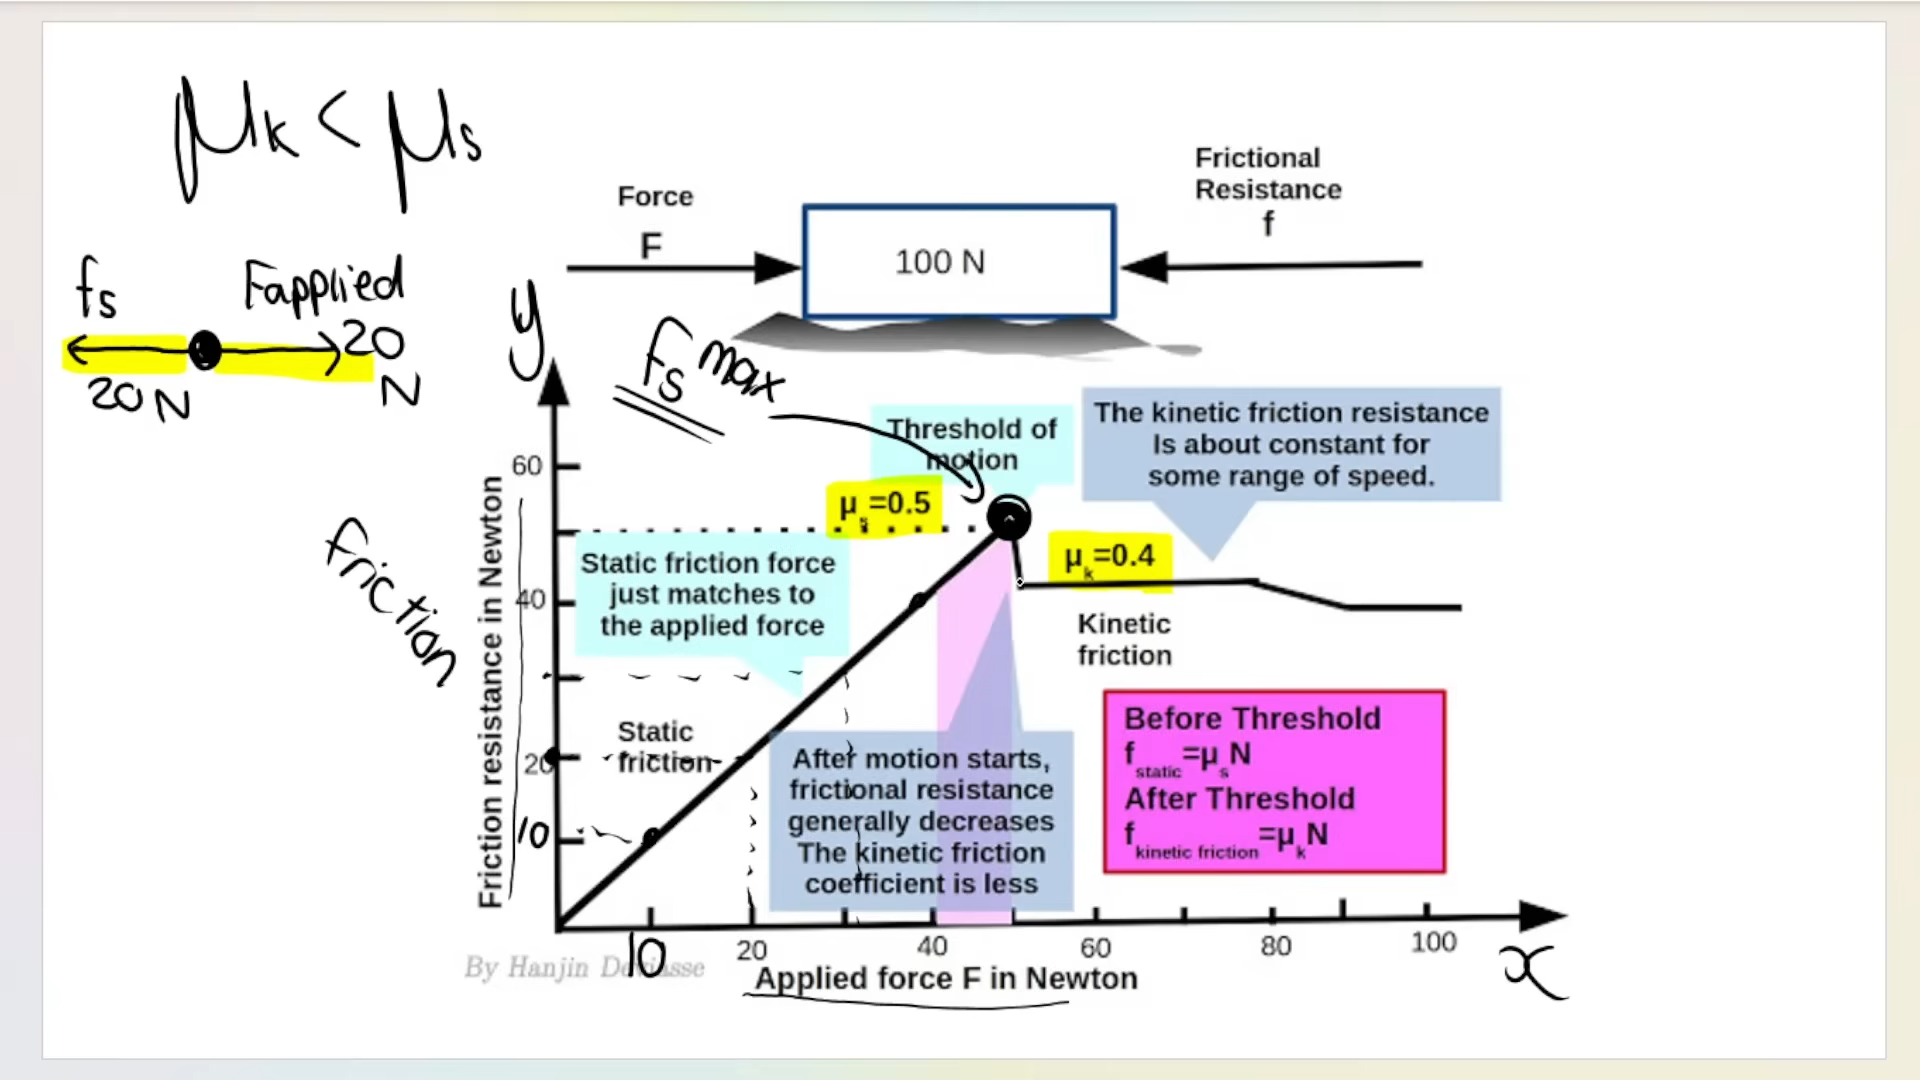 μk < μs
fs
Fapplied
20 N
20
N
Force
F
100 N
Frictional
Resistance
f
y
fs max
Threshold of
motion
The kinetic friction resistance
Is about constant for
some range of speed.
μs=0.5
μk=0.4
Static friction force
just matches to
the applied force
Kinetic
friction
Static
friction
After motion starts,
frictional resistance
generally decreases
The kinetic friction
coefficient is less
Before Threshold
fstatic=μsN
After Threshold
fkinetic friction=μkN
friction
Friction resistance in Newton
60
40
20
10
10
20
40
60
80
100
x
Applied force F in Newton
By Hanjin